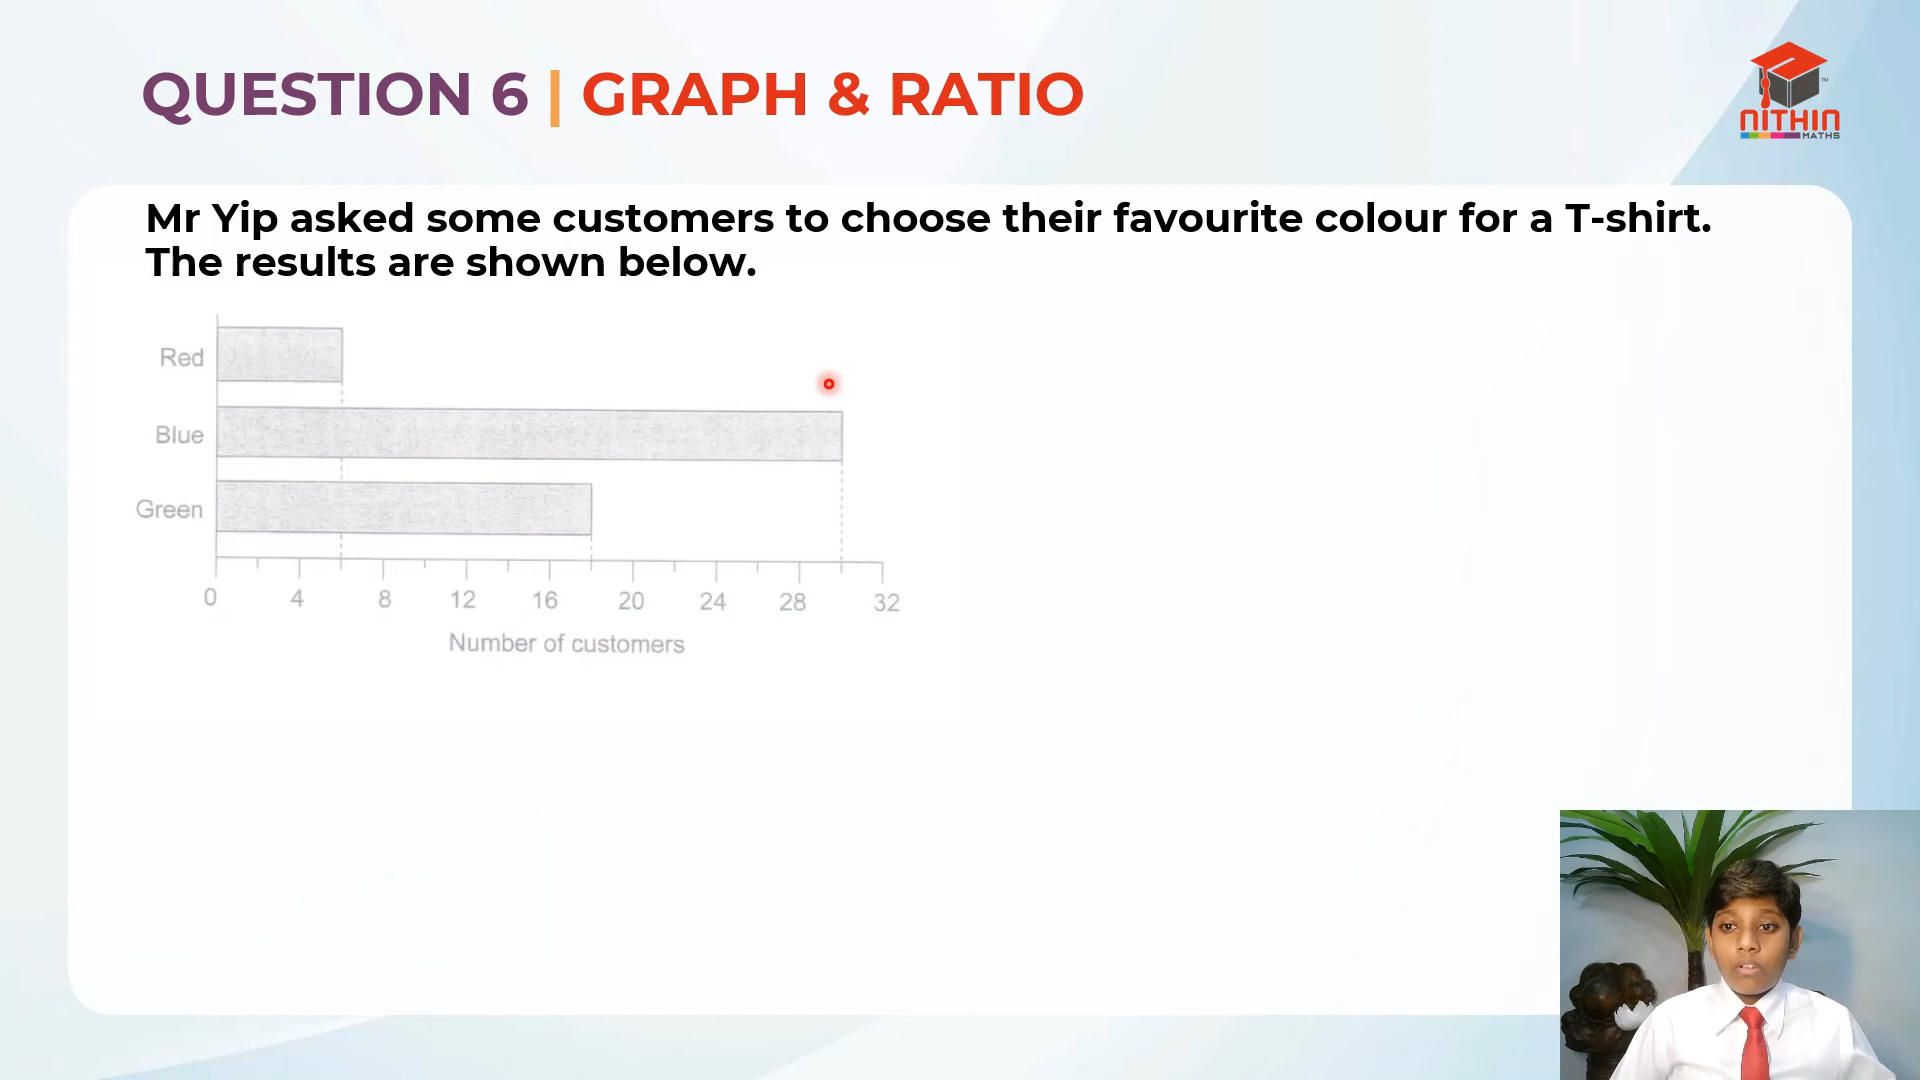 QUESTION 6 | GRAPH & RATIO
NITHIN
MATHS
TM
Mr Yip asked some customers to choose their favourite colour for a T-shirt.
The results are shown below.
Red
Blue
Green
0 4 8 12 16 20 24 28 32
Number of customers